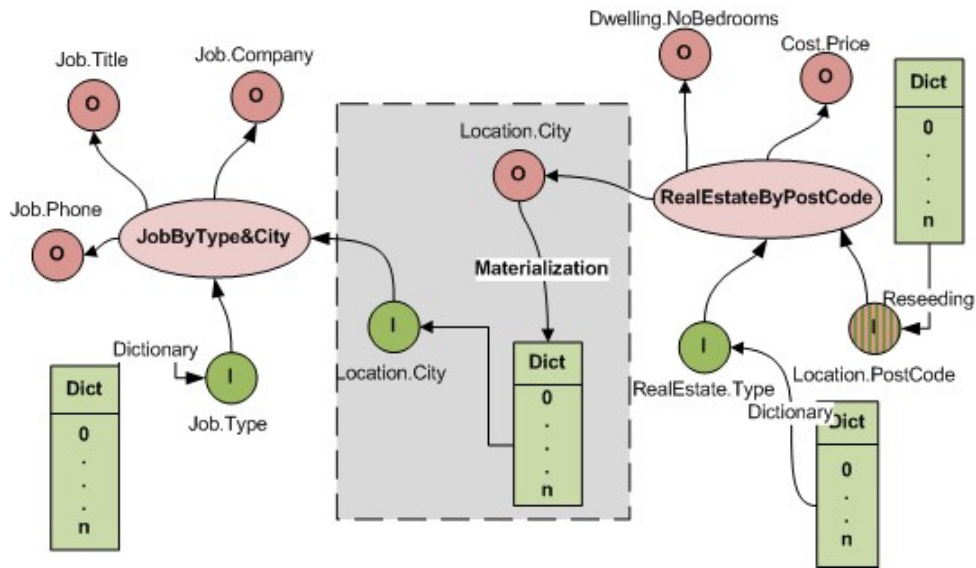 Dwelling.NoBedrooms
Job.Title
Job.Company
Cost.Price
O
O
O
O
Dict
0
.
.
.
n
Location.City
O
Job.Phone
O
JobByType&City
RealEstateByPostCode
Materialization
Reseeding
I
I
I
Dictionary
I
Location.City
Dict
0
.
.
.
n
RealEstate.Type
Location.PostCode
Dict
0
.
.
.
n
Job.Type
Dictionary
Dict
0
.
.
n